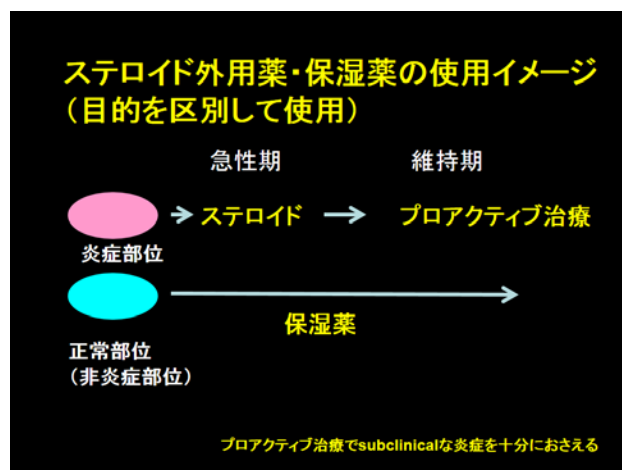 ステロイド外用薬・保湿薬の使用イメージ
（目的を区別して使用）
急性期 維持期
ステロイド プロアクティブ治療
炎症部位
保湿薬
正常部位
（非炎症部位）
プロアクティブ治療でsubclinicalな炎症を十分におさえる